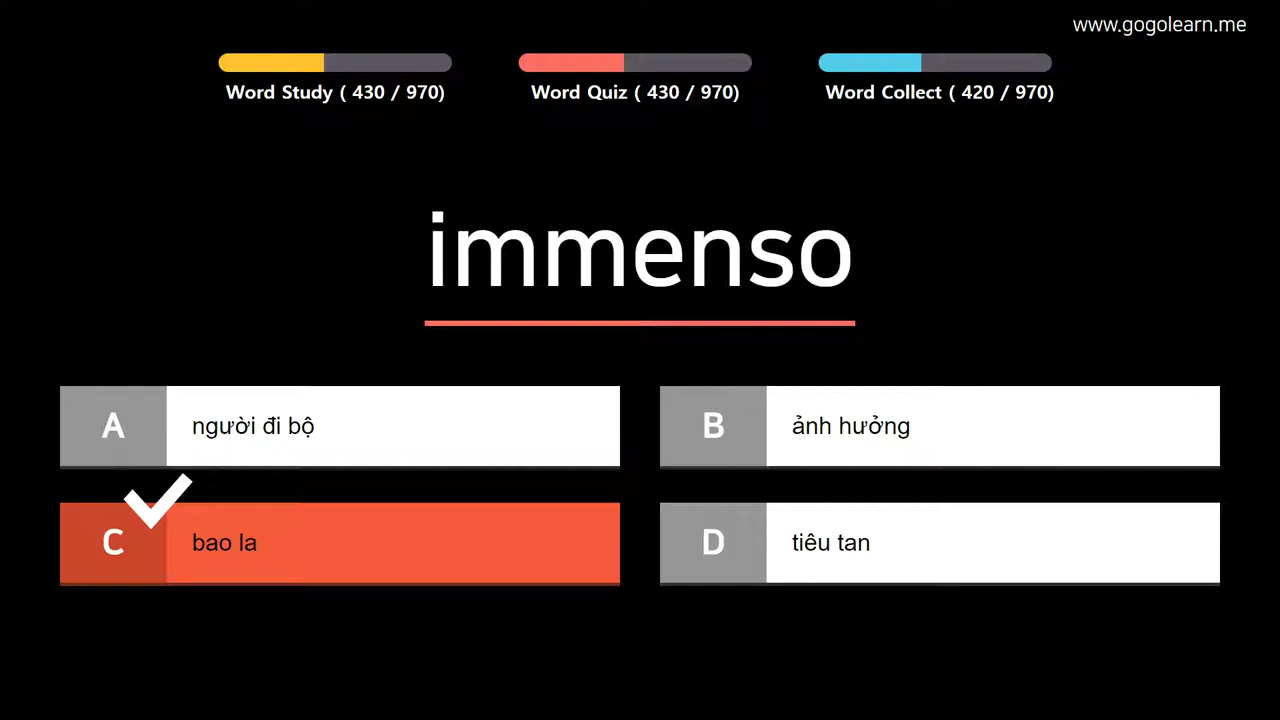 www.gogolearn.me
Word Study ( 430 / 970)
Word Quiz ( 430 / 970)
Word Collect ( 420 / 970)
immenso
A
người đi bộ
B
ảnh hưởng
C
bao la
D
tiêu tan